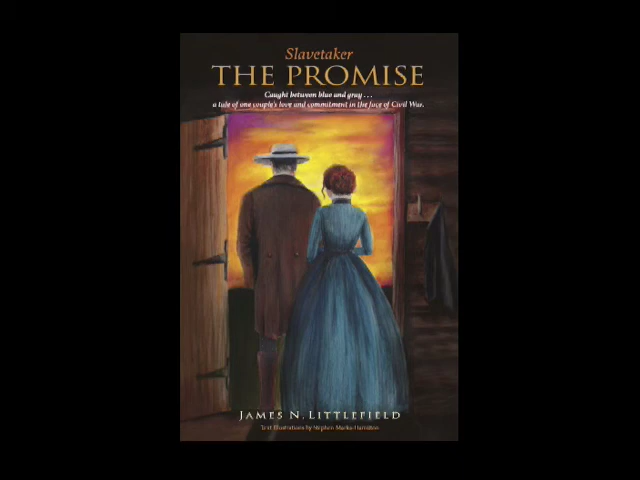 Slavetaker
THE PROMISE
Caught between blue and gray . . .
a tale of one couple's love and commitment in the face of Civil War.
JAMES N. LITTLEFIELD
Text Illustrations by Stephen